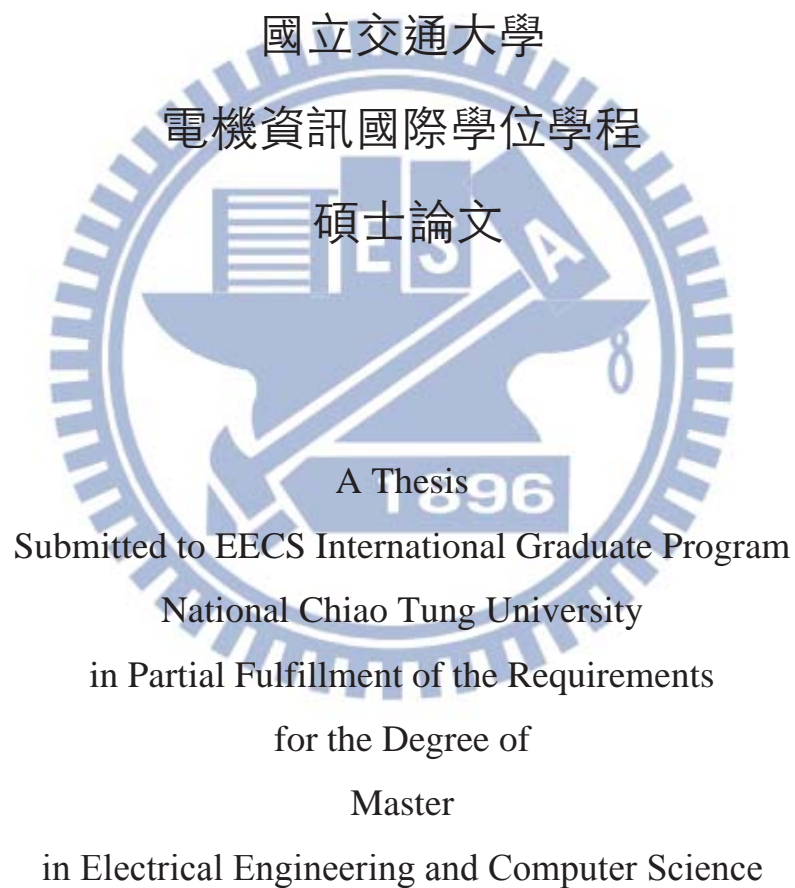 國立交通大學
電機資訊國際學位學程
碩士論文
E S A
1896
A Thesis
Submitted to EECS International Graduate Program
National Chiao Tung University
in Partial Fulfillment of the Requirements
for the Degree of
Master
in Electrical Engineering and Computer Science